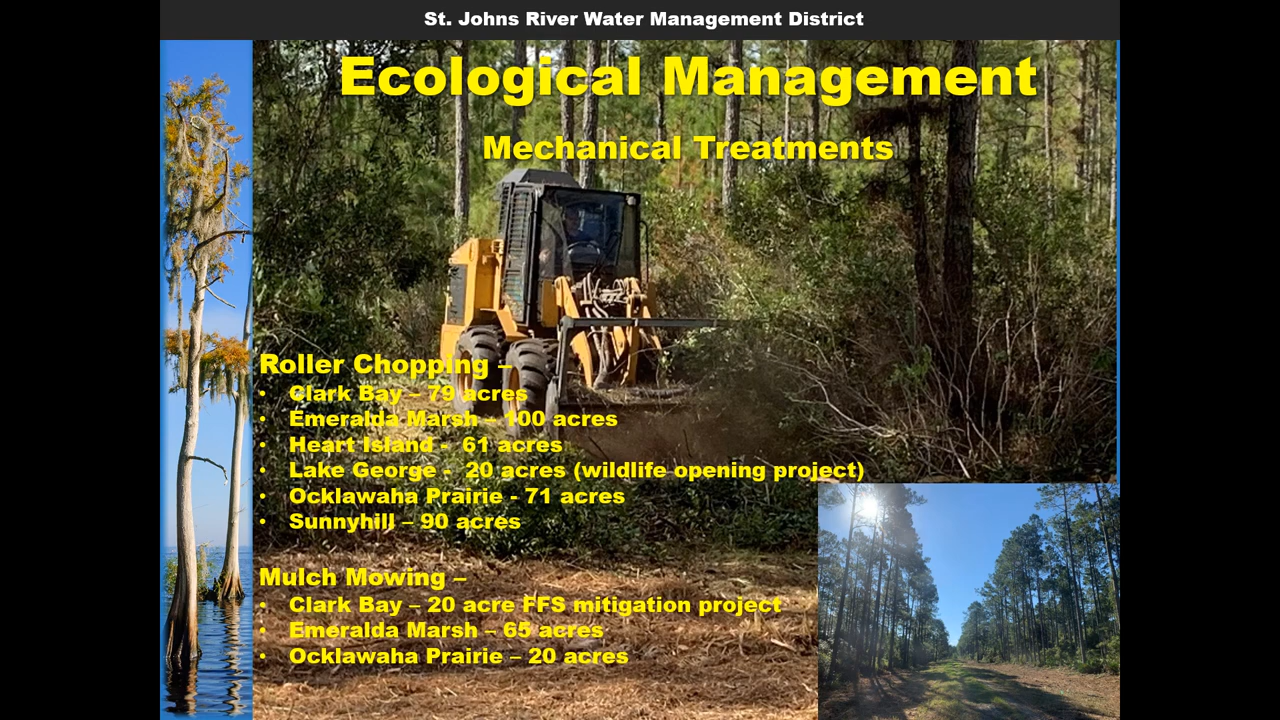 St. Johns River Water Management District
Ecological Management
Mechanical Treatments
Roller Chopping –
• Clark Bay – 79 acres
• Emeralda Marsh – 100 acres
• Heart Island -  61 acres
• Lake George -  20 acres (wildlife opening project)
• Ocklawaha Prairie - 71 acres
• Sunnyhill – 90 acres
Mulch Mowing –
• Clark Bay – 20 acre FFS mitigation project
• Emeralda Marsh – 65 acres
• Ocklawaha Prairie – 20 acres